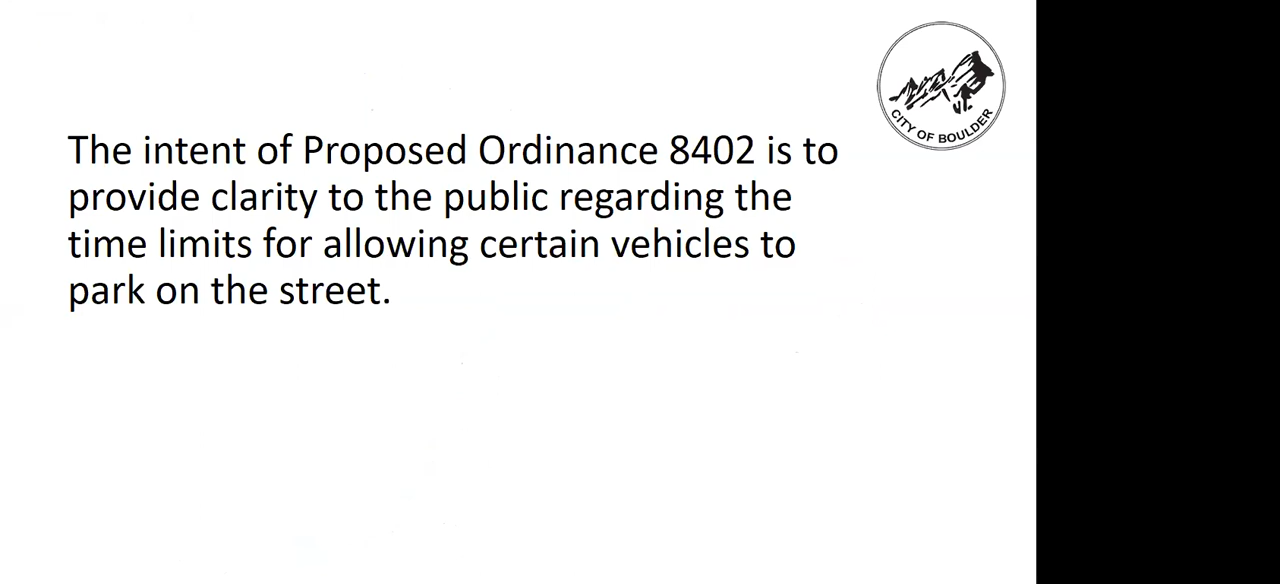 The intent of Proposed Ordinance 8402 is to
provide clarity to the public regarding the
time limits for allowing certain vehicles to
park on the street.
CITY OF BOULDER